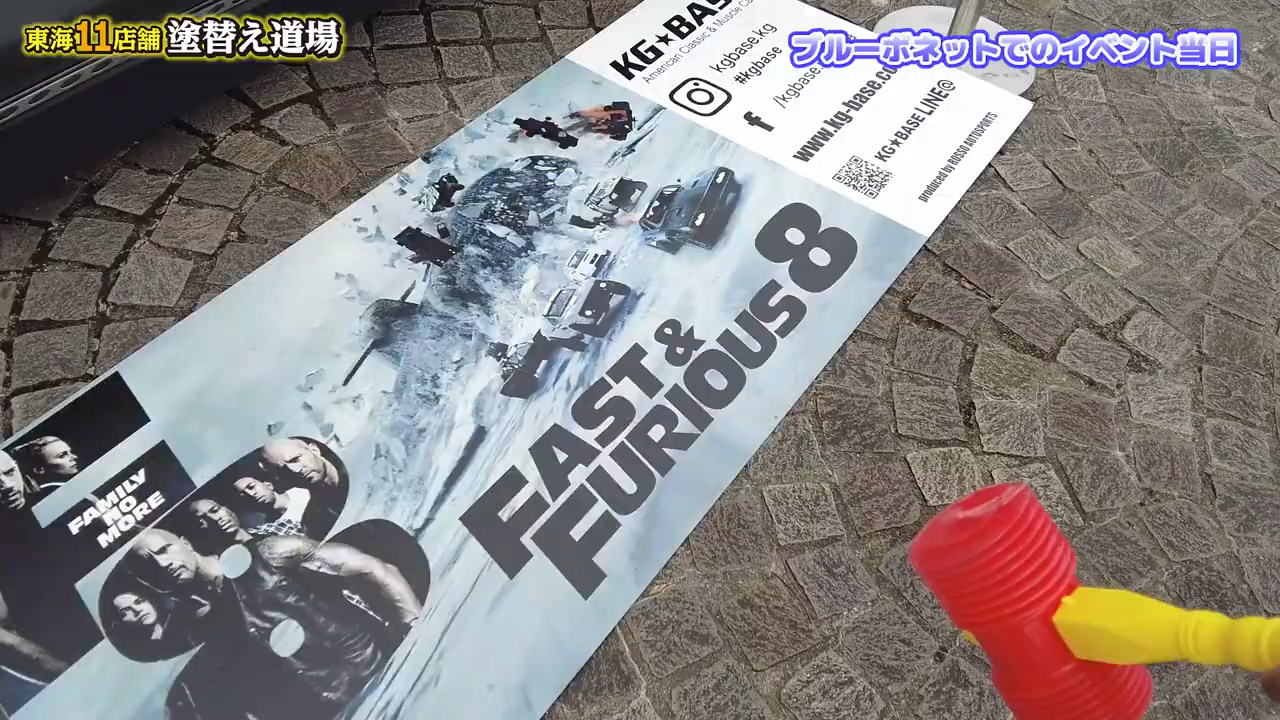 東海11店舗 塗替え道場
ブルーボネットでのイベント当日
KG★BAS
American Classic & Muscle Ca
kgbase.kg
#kgbase
/kgbase.
www.kg-base.co
KG★BASE LINE@
produced by ROSSO AUTOSPORTS
FAST &
FURIOUS 8
FAMILY
NO
MORE